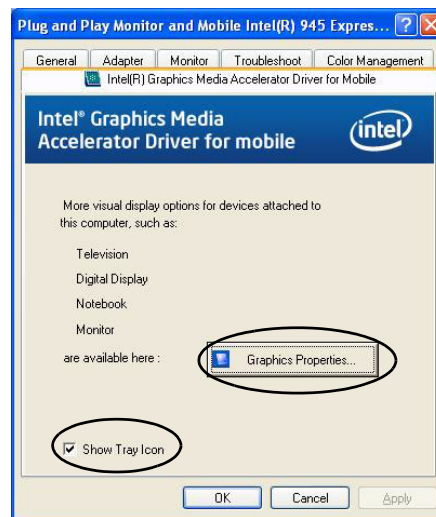 Plug and Play Monitor and Mobile Intel(R) 945 Expres...
General Adapter Monitor Troubleshoot Color Management
Intel(R) Graphics Media Accelerator Driver for Mobile
Intel® Graphics Media
Accelerator Driver for mobile
intel
More visual display options for devices attached to
this computer, such as:
Television
Digital Display
Notebook
Monitor
are available here :
Graphics Properties...
Show Tray Icon
OK Cancel Apply